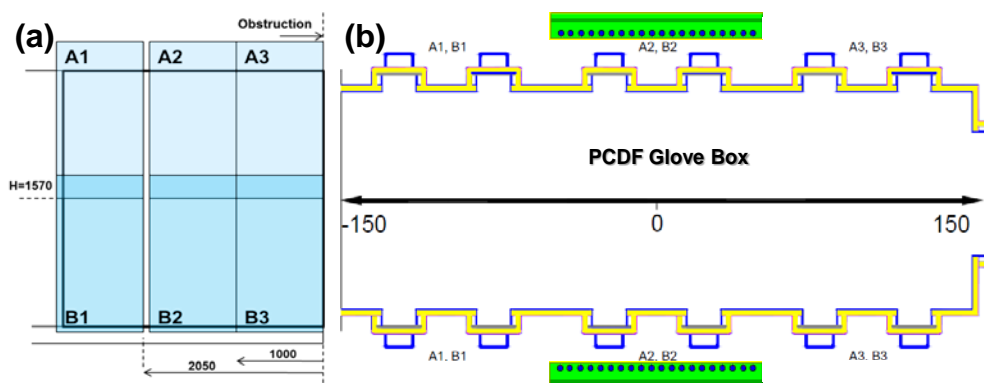 (a)
Obstruction
A1 A2 A3
H=1570
B1 B2 B3
1000
2050
(b)
A1, B1 A2, B2 A3, B3
PCDF Glove Box
-150 0 150
A1. B1 A2. B2 A3. B3